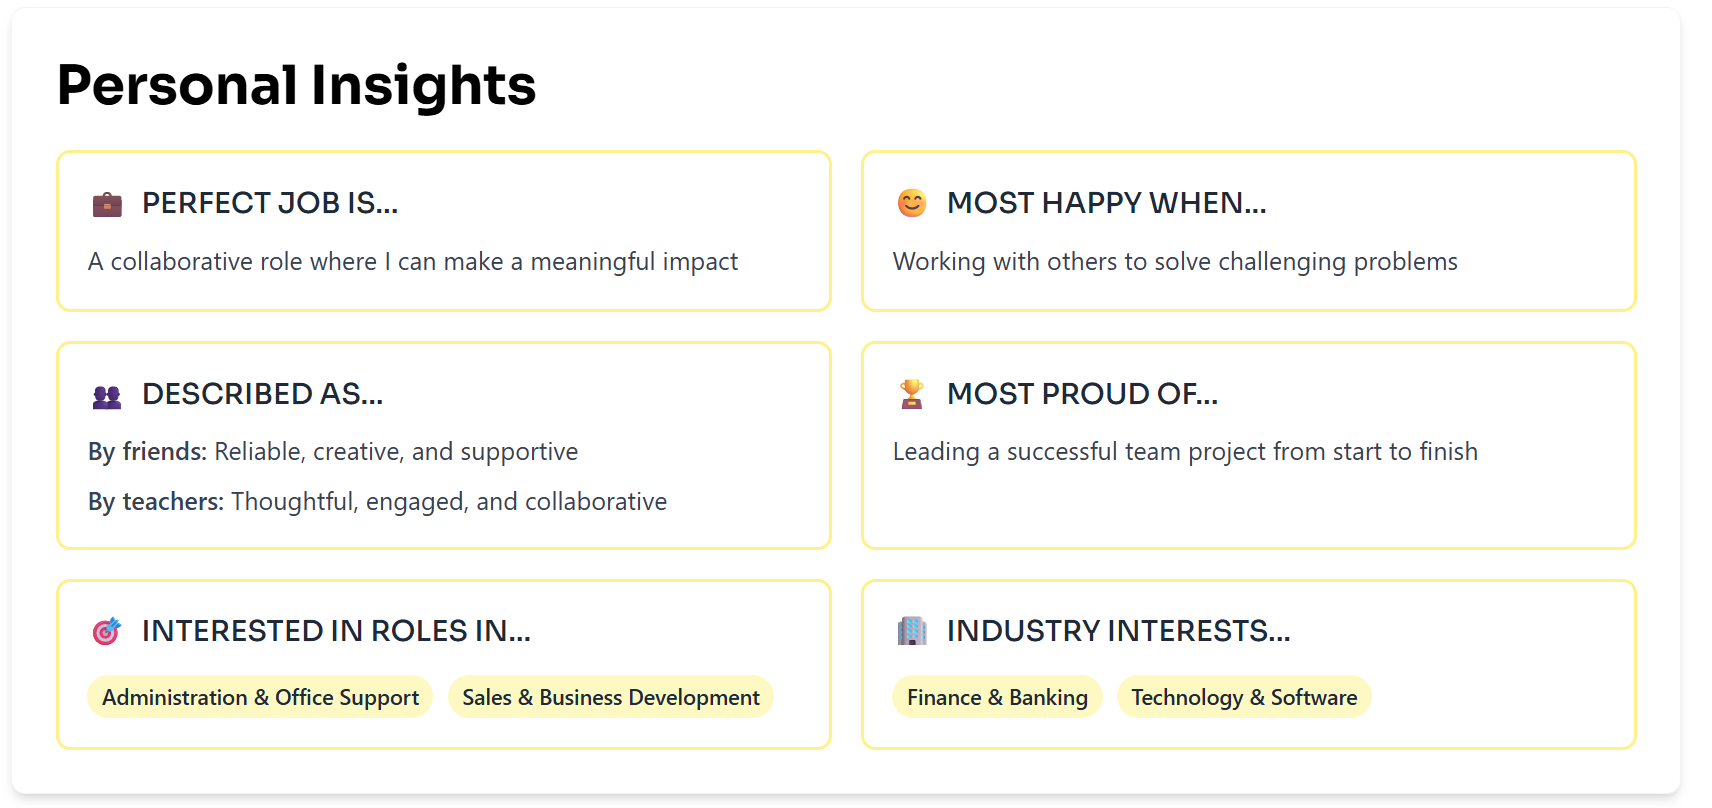 Personal Insights
PERFECT JOB IS...
A collaborative role where I can make a meaningful impact
MOST HAPPY WHEN...
Working with others to solve challenging problems
DESCRIBED AS...
By friends: Reliable, creative, and supportive
By teachers: Thoughtful, engaged, and collaborative
MOST PROUD OF...
Leading a successful team project from start to finish
INTERESTED IN ROLES IN...
Administration & Office Support
Sales & Business Development
INDUSTRY INTERESTS...
Finance & Banking
Technology & Software